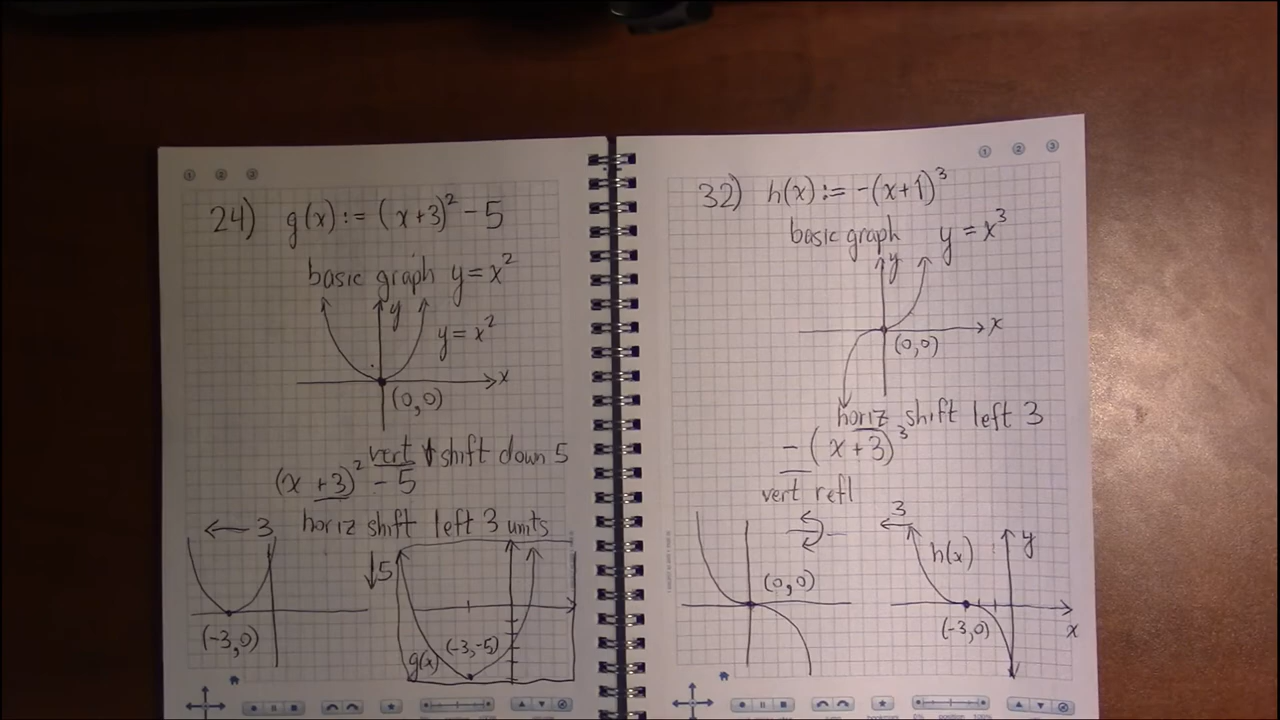 24) g(x) := (x+3)² - 5
basic graph y = x²
y
y = x²
x
(0,0)
vert shift down 5
(x +3)² - 5
horiz shift left 3 units
← 3
(-3,0)
↓5
g(x)
(-3,-5)
32) h(x) := -(x+1)³
basic graph y = x³
y
x
(0,0)
horiz shift left 3
-(x+3)³
vert refl
(0,0)
3
←
h(x)
y
(-3,0)
x